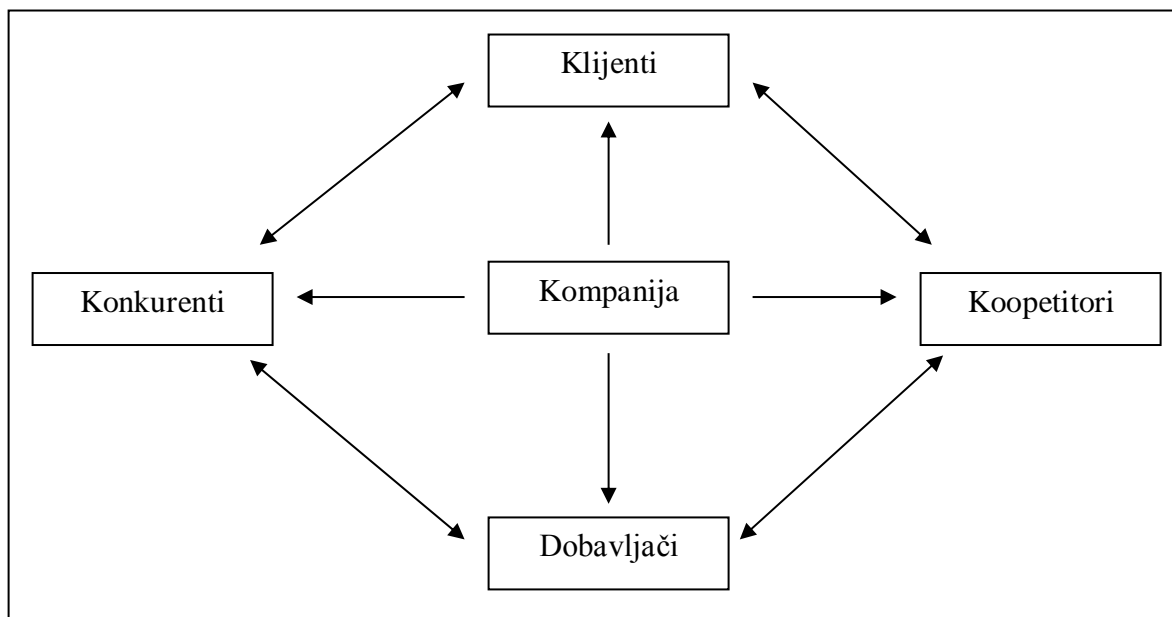 Klijenti
Konkurenti
Kompanija
Koopetitori
Dobavljači